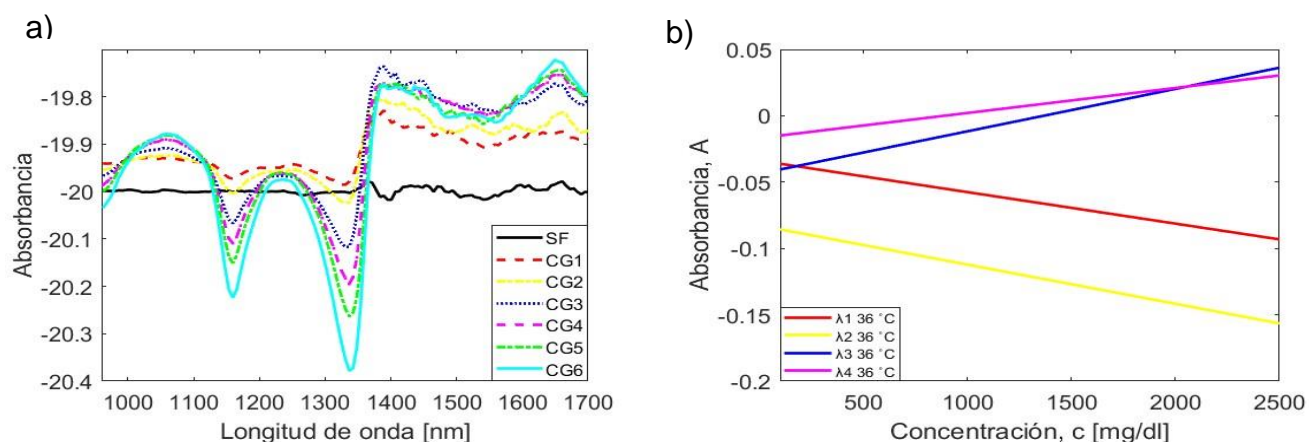 a)
Absorbancia
-19.8
-19.9
-20
-20.1
-20.2
-20.3
-20.4
SF
CG1
CG2
CG3
CG4
CG5
CG6
1000 1100 1200 1300 1400 1500 1600 1700
Longitud de onda [nm]
b)
Absorbancia, A
0.05
0
-0.05
-0.1
-0.15
-0.2
λ1 36 °C
λ2 36 °C
λ3 36 °C
λ4 36 °C
500 1000 1500 2000 2500
Concentración, c [mg/dl]